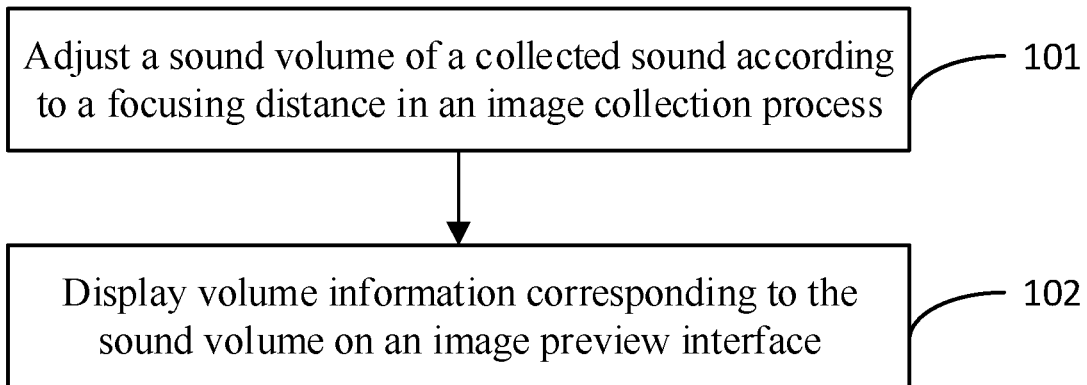 Adjust a sound volume of a collected sound according
to a focusing distance in an image collection process
101
Display volume information corresponding to the
sound volume on an image preview interface
102